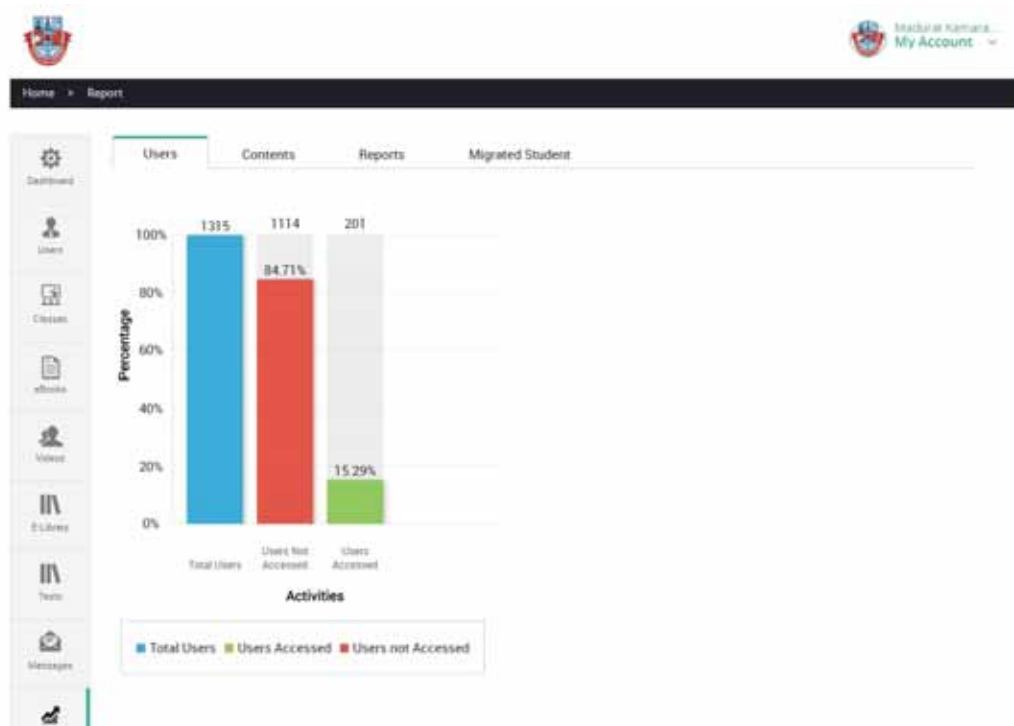 My Account
Home > Report
Users Contents Reports Migrated Student
Dashboard
Users
Classes
eBooks
Videos
E-Library
Tests
Messages
1315 1114 201
100%
84.71%
80%
60%
40%
20%
15.29%
0%
Percentage
Total Users
Users Not Accessed
Users Accessed
Activities
Total Users Users Accessed Users not Accessed